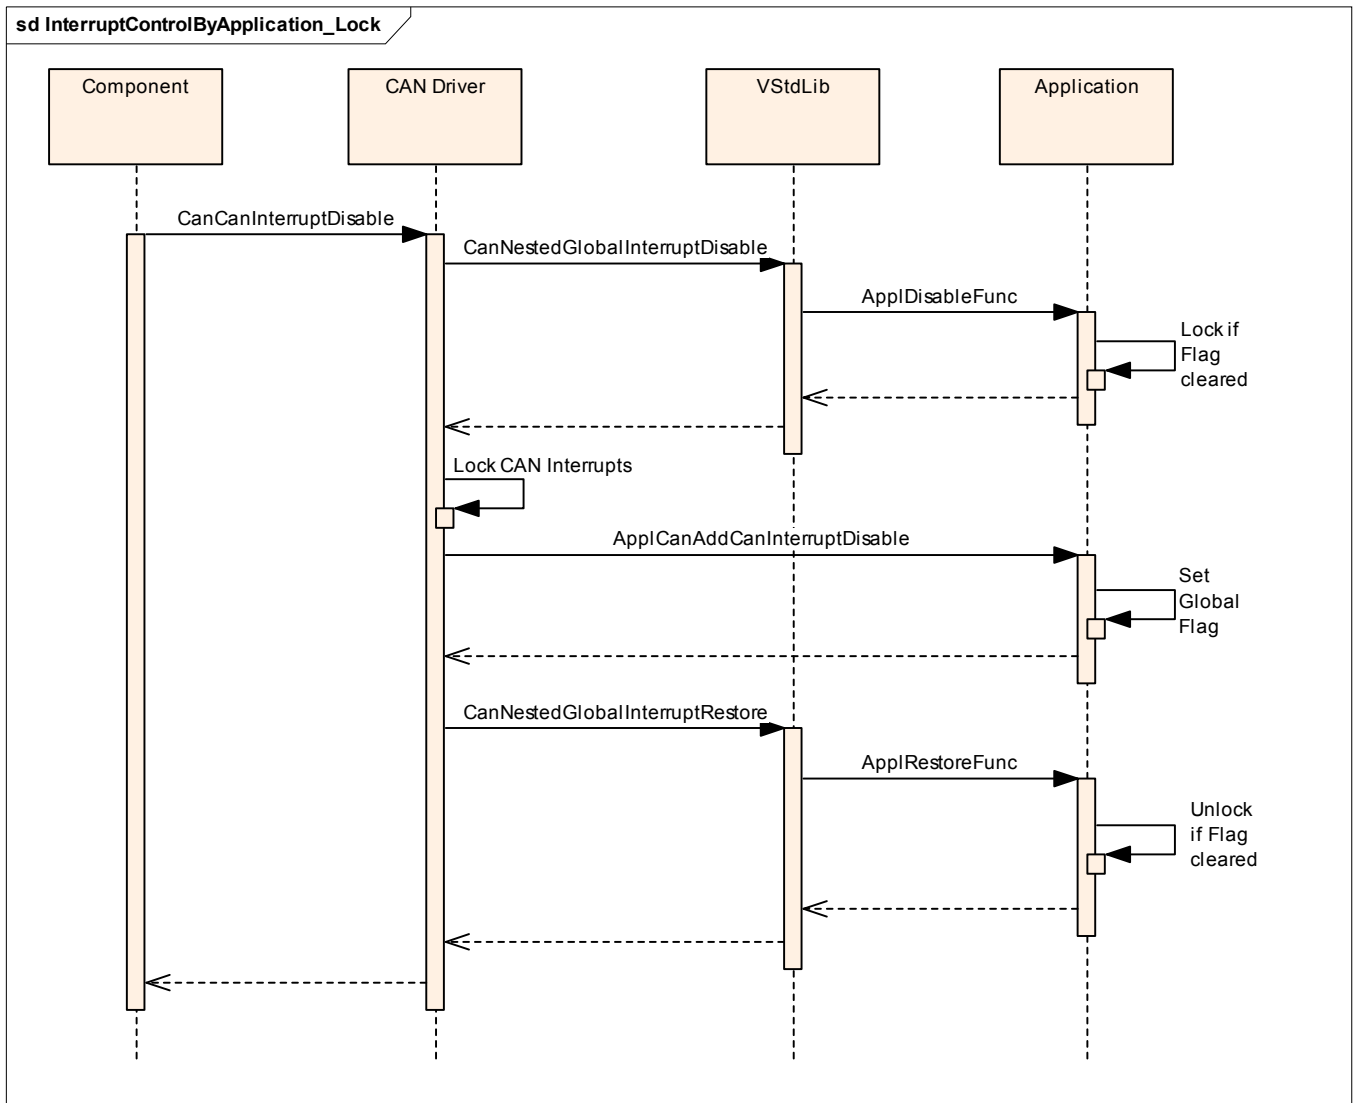 sd InterruptControlByApplication_Lock
Component
CAN Driver
VStdLib
Application
CanCanInterruptDisable
CanNestedGlobalInterruptDisable
ApplDisableFunc
Lock if
Flag
cleared
Lock CAN Interrupts
ApplCanAddCanInterruptDisable
Set
Global
Flag
CanNestedGlobalInterruptRestore
ApplRestoreFunc
Unlock
if Flag
cleared